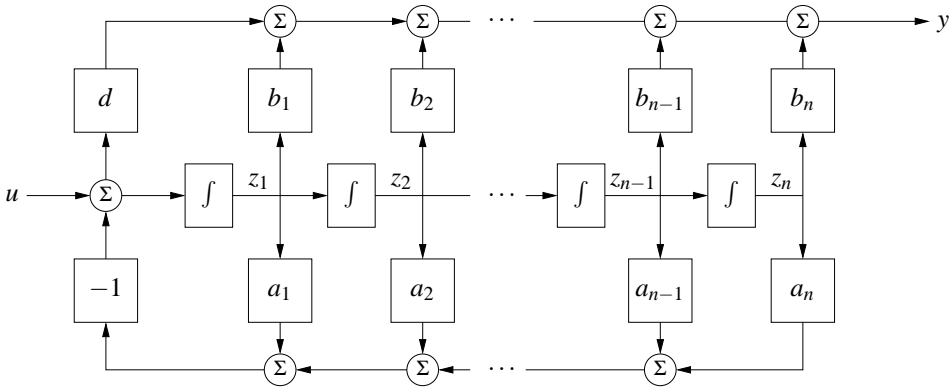 Σ Σ ··· Σ Σ y
d b₁ b₂ bₙ₋₁ bₙ
u Σ ∫ z₁ ∫ z₂ ··· ∫ zₙ₋₁ ∫ zₙ
−1 a₁ a₂ aₙ₋₁ aₙ
Σ Σ ··· Σ